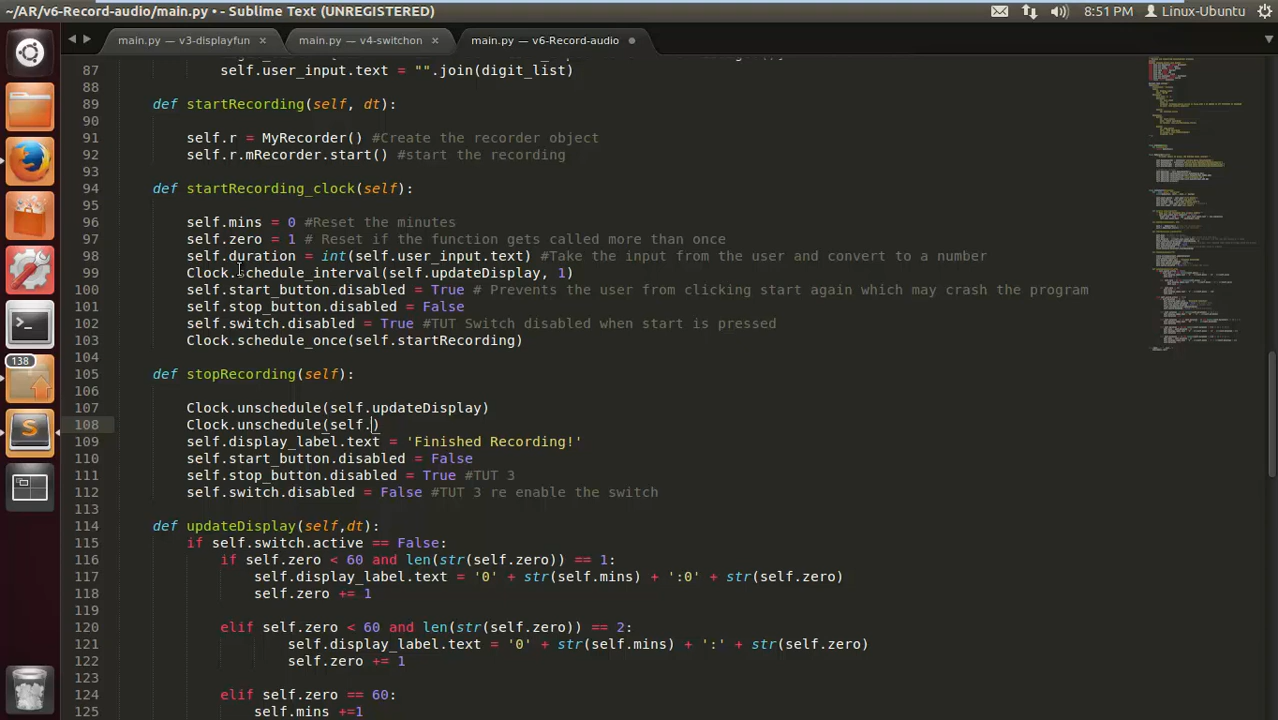 ~/AR/v6-Record-audio/main.py • - Sublime Text (UNREGISTERED)
8:51 PM
Linux-Ubuntu
main.py — v3-displayfun
main.py — v4-switchon
main.py — v6-Record-audio
87 self.user_input.text = "".join(digit_list)
88
89 def startRecording(self, dt):
90
91 self.r = MyRecorder() #Create the recorder object
92 self.r.mRecorder.start() #start the recording
93
94 def startRecording_clock(self):
95
96 self.mins = 0 #Reset the minutes
97 self.zero = 1 # Reset if the function gets called more than once
98 self.duration = int(self.user_input.text) #Take the input from the user and convert to a number
99 Clock.schedule_interval(self.updateDisplay, 1)
100 self.start_button.disabled = True # Prevents the user from clicking start again which may crash the program
101 self.stop_button.disabled = False
102 self.switch.disabled = True #TUT Switch disabled when start is pressed
103 Clock.schedule_once(self.startRecording)
104
105 def stopRecording(self):
106
107 Clock.unschedule(self.updateDisplay)
108 Clock.unschedule(self.)
109 self.display_label.text = 'Finished Recording!'
110 self.start_button.disabled = False
111 self.stop_button.disabled = True #TUT 3
112 self.switch.disabled = False #TUT 3 re enable the switch
113
114 def updateDisplay(self,dt):
115 if self.switch.active == False:
116 if self.zero < 60 and len(str(self.zero)) == 1:
117 self.display_label.text = '0' + str(self.mins) + ':0' + str(self.zero)
118 self.zero += 1
119
120 elif self.zero < 60 and len(str(self.zero)) == 2:
121 self.display_label.text = '0' + str(self.mins) + ':' + str(self.zero)
122 self.zero += 1
123
124 elif self.zero == 60:
125 self.mins +=1
138